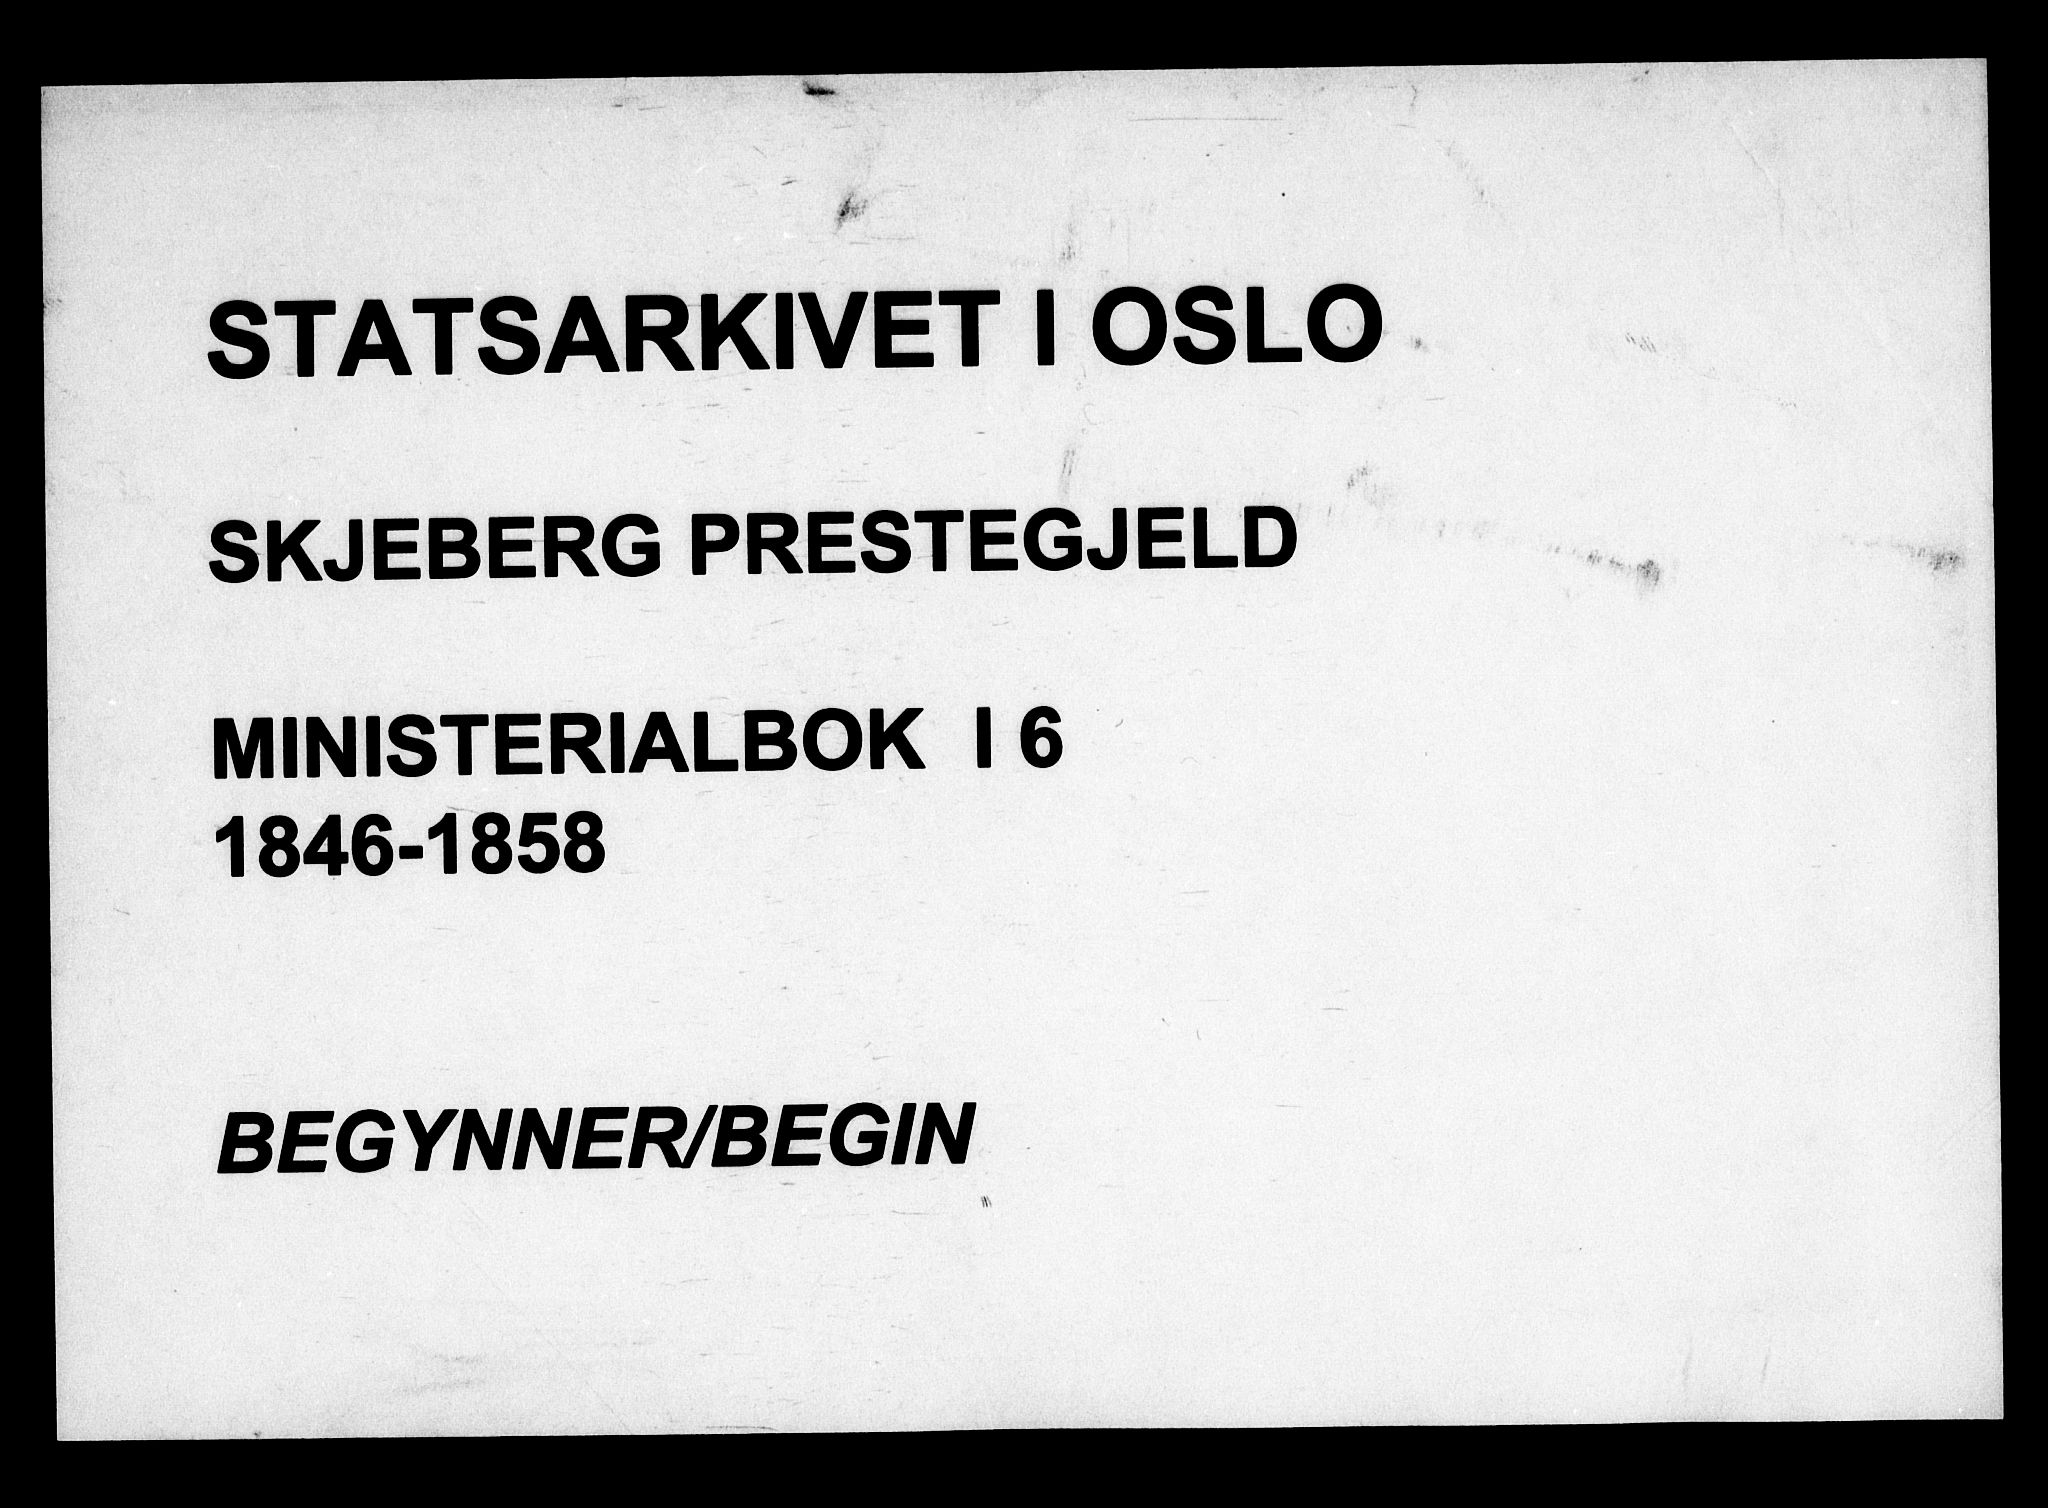 STATSARKIVET I OSLO
SKJEBERG PRESTEGJELD
MINISTERIALBOK I 6
1846-1858
BEGYNNER/BEGIN